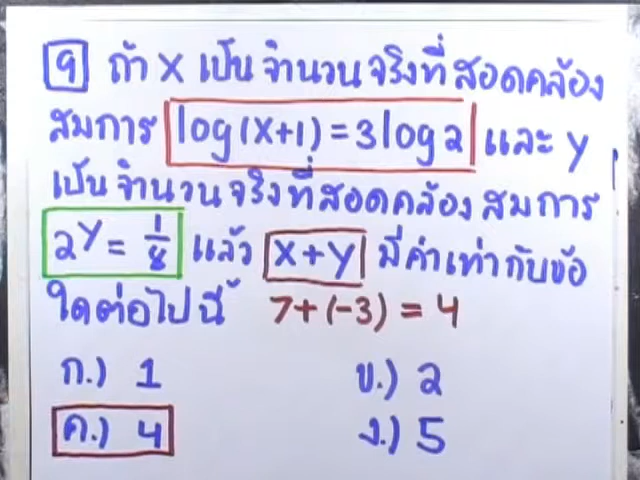 9 ถ้า x เป็นจำนวนจริงที่สอดคล้อง
สมการ log(x+1) = 3log2 และ y
เป็นจำนวนจริงที่สอดคล้อง สมการ
2^y = 1/8 แล้ว x+y มีค่าเท่ากับข้อ
ใดต่อไปนี้ 7+(-3) = 4
ก.) 1 ข.) 2
ค.) 4 ง.) 5